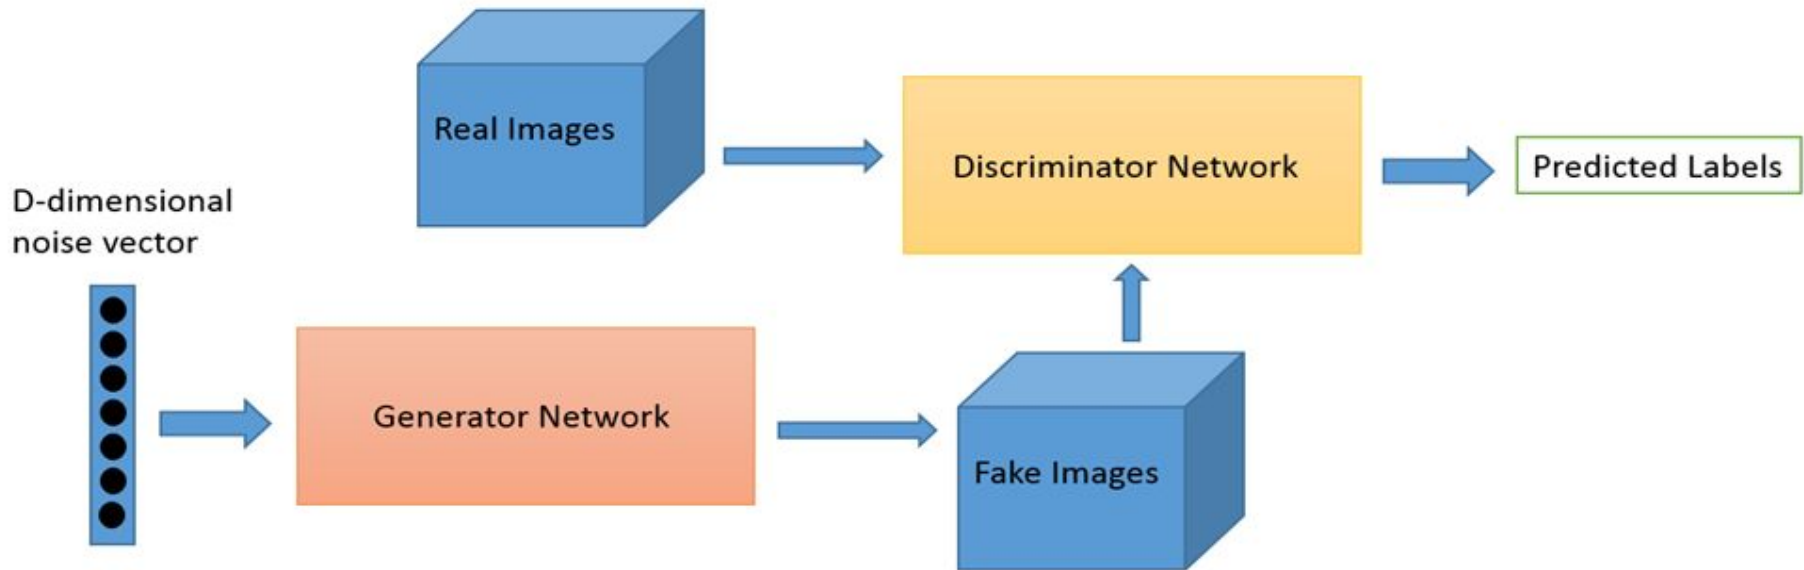 Real Images
Discriminator Network
Predicted Labels
D-dimensional
noise vector
Generator Network
Fake Images